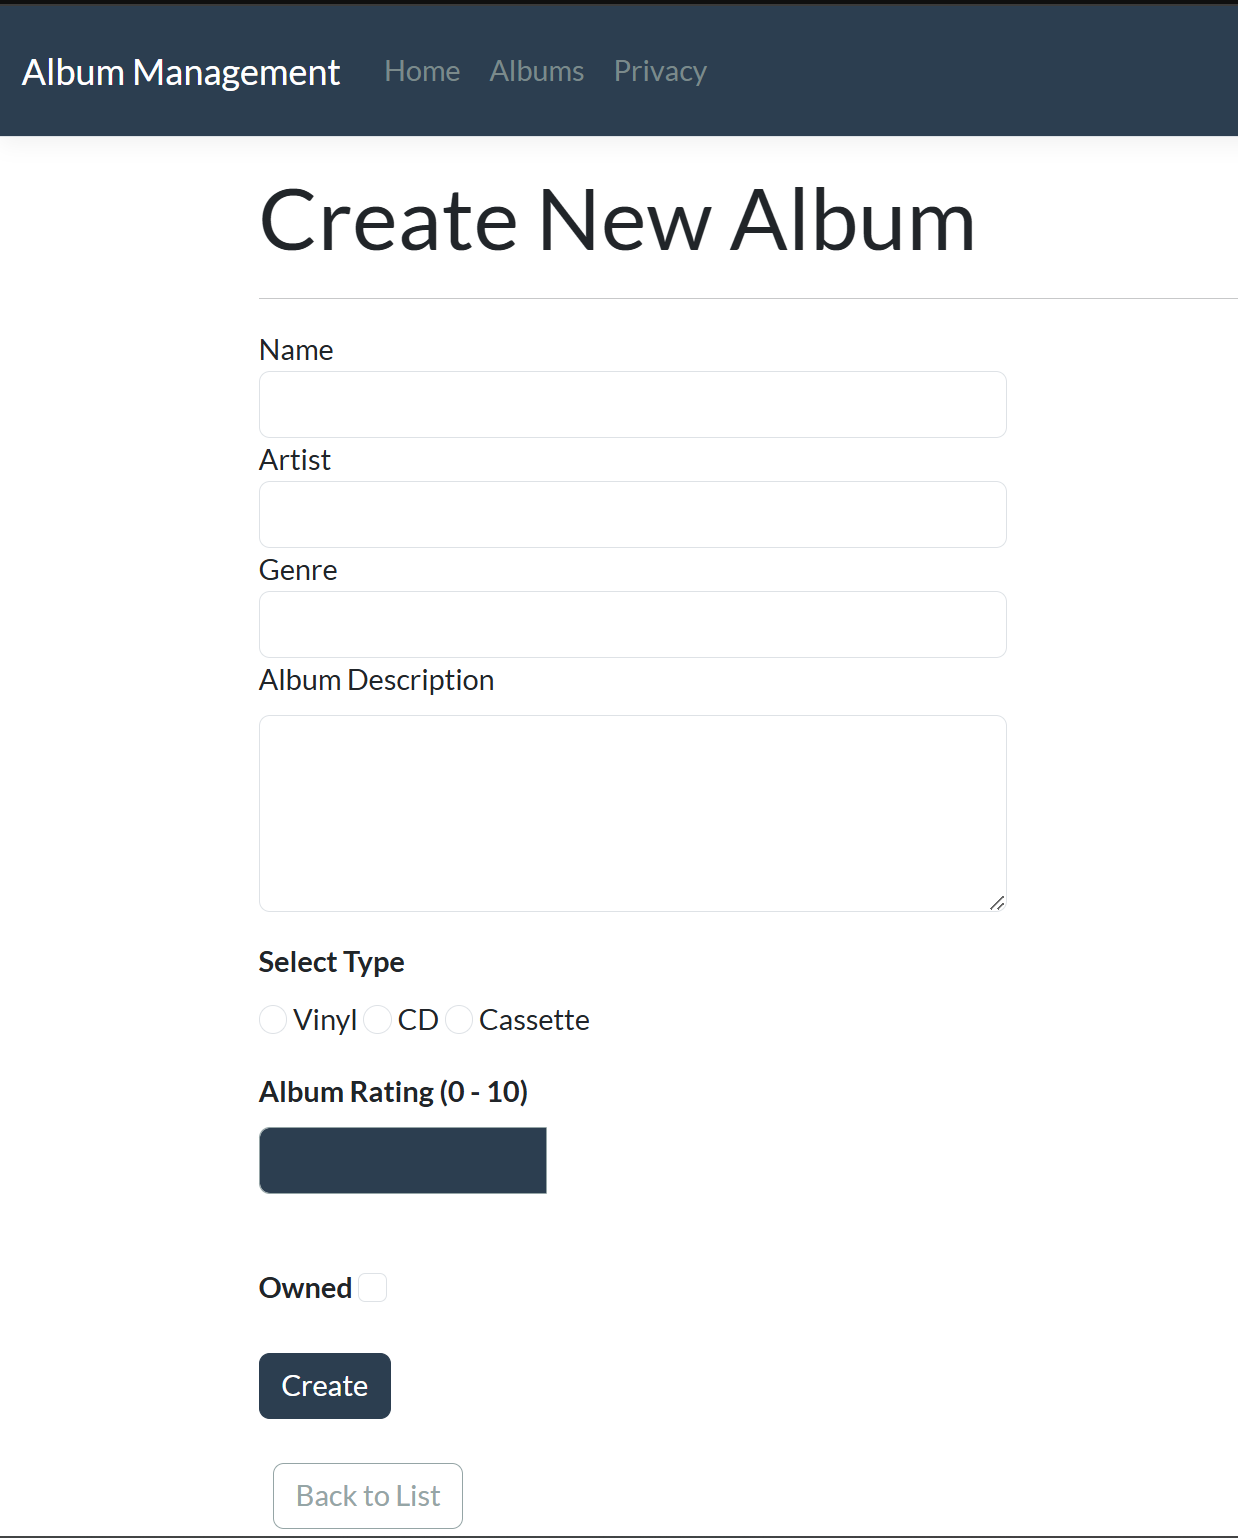 Album Management Home Albums Privacy
Create New Album
Name
Artist
Genre
Album Description
Select Type
Vinyl CD Cassette
Album Rating (0 - 10)
Owned
Create
Back to List